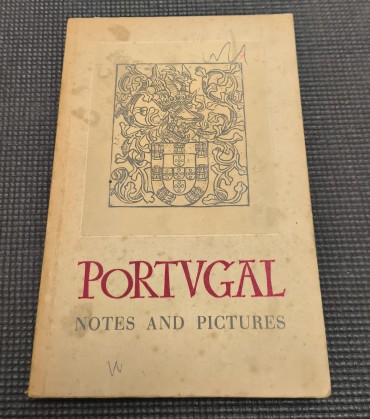 PORTVGAL
NOTES AND PICTURES